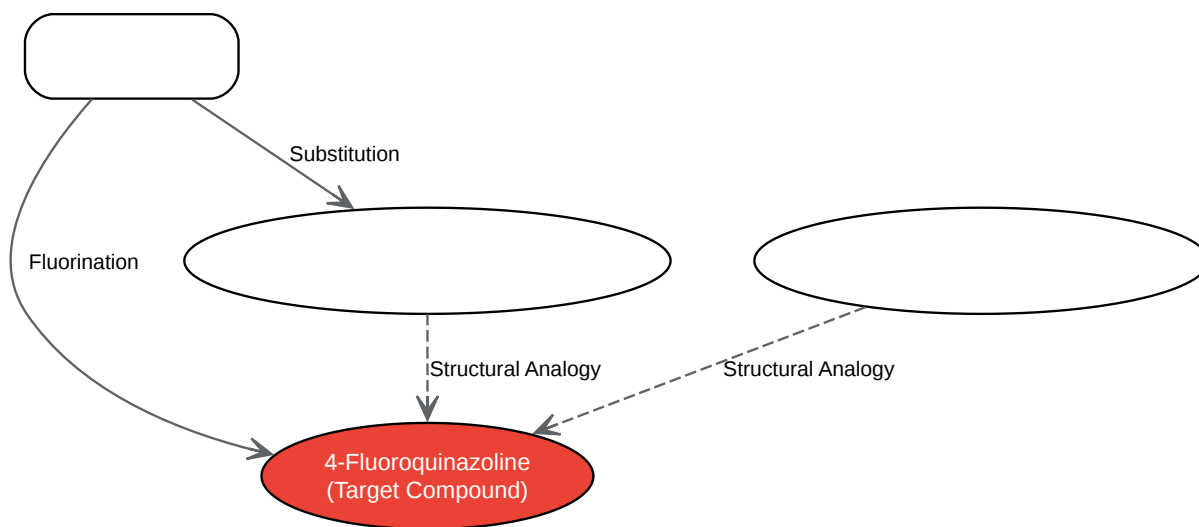 Substitution
Fluorination
Structural Analogy
Structural Analogy
4-Fluoroquinazoline
(Target Compound)